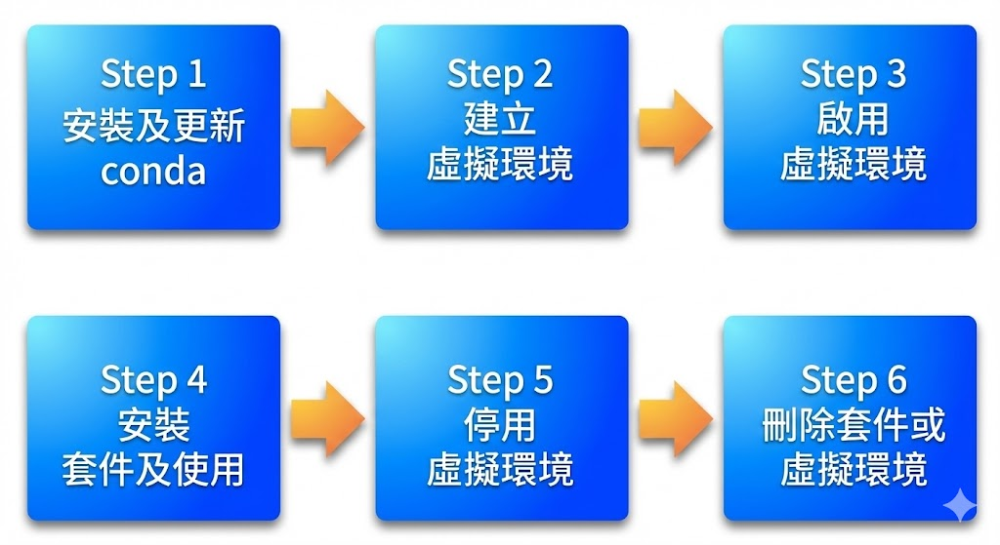 Step 1
安裝及更新
conda
Step 2
建立
虛擬環境
Step 3
啟用
虛擬環境
Step 4
安裝
套件及使用
Step 5
停用
虛擬環境
Step 6
刪除套件或
虛擬環境